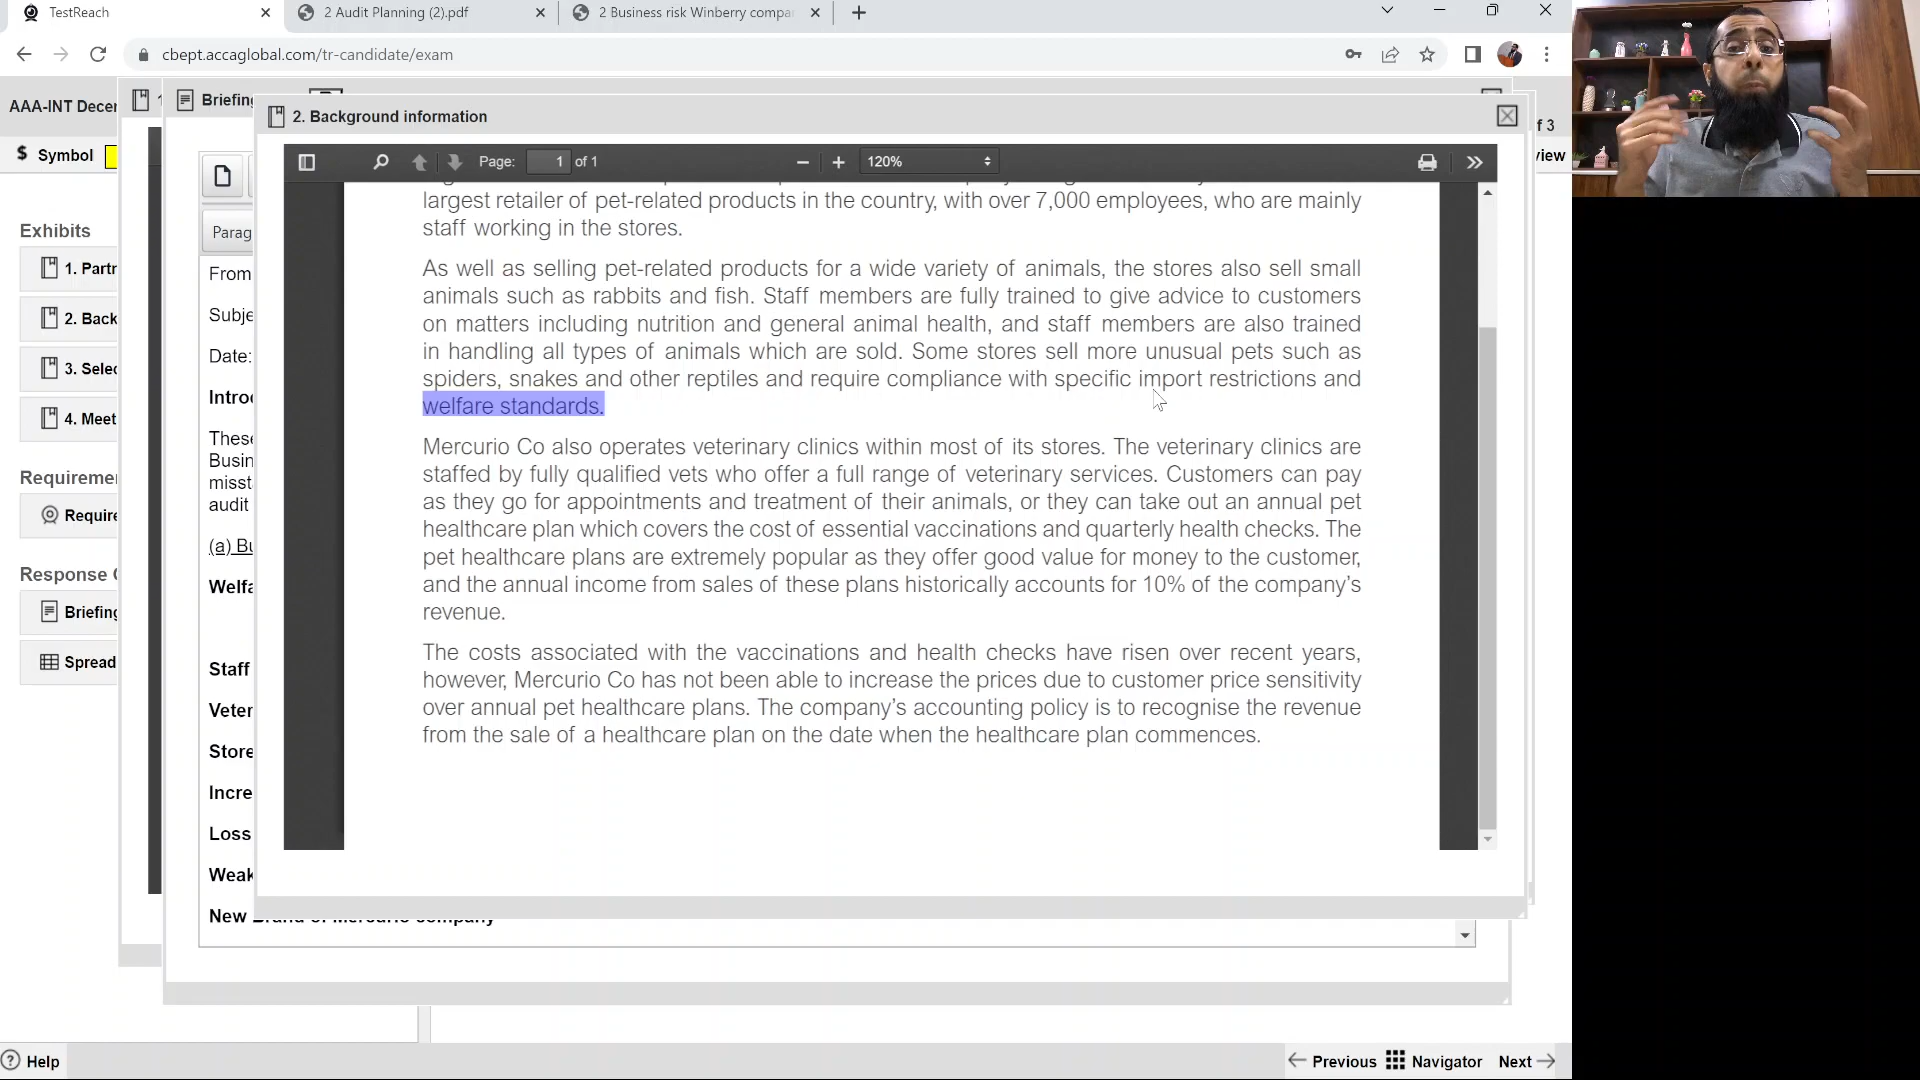 TestReach
2 Audit Planning (2).pdf
2 Business risk Winberry compa
cbept.accaglobal.com/tr-candidate/exam
AAA-INT Decem
Briefing
2. Background information
of 3
$ Symbol
view
Page: 1 of 1
120%
largest retailer of pet-related products in the country, with over 7,000 employees, who are mainly
staff working in the stores.
As well as selling pet-related products for a wide variety of animals, the stores also sell small
animals such as rabbits and fish. Staff members are fully trained to give advice to customers
on matters including nutrition and general animal health, and staff members are also trained
in handling all types of animals which are sold. Some stores sell more unusual pets such as
spiders, snakes and other reptiles and require compliance with specific import restrictions and
welfare standards.
Mercurio Co also operates veterinary clinics within most of its stores. The veterinary clinics are
staffed by fully qualified vets who offer a full range of veterinary services. Customers can pay
as they go for appointments and treatment of their animals, or they can take out an annual pet
healthcare plan which covers the cost of essential vaccinations and quarterly health checks. The
pet healthcare plans are extremely popular as they offer good value for money to the customer,
and the annual income from sales of these plans historically accounts for 10% of the company's
revenue.
The costs associated with the vaccinations and health checks have risen over recent years,
however, Mercurio Co has not been able to increase the prices due to customer price sensitivity
over annual pet healthcare plans. The company's accounting policy is to recognise the revenue
from the sale of a healthcare plan on the date when the healthcare plan commences.
Exhibits
1. Partn
2. Back
3. Selec
4. Meet
Requireme
Require
Response
Briefing
Spread
Parag
From
Subje
Date:
Introd
These
Busin
misst
audit
(a) Bu
Welfa
Staff
Veter
Store
Incre
Loss
Weak
New Brand of Mercurio company
Help
Previous
Navigator
Next